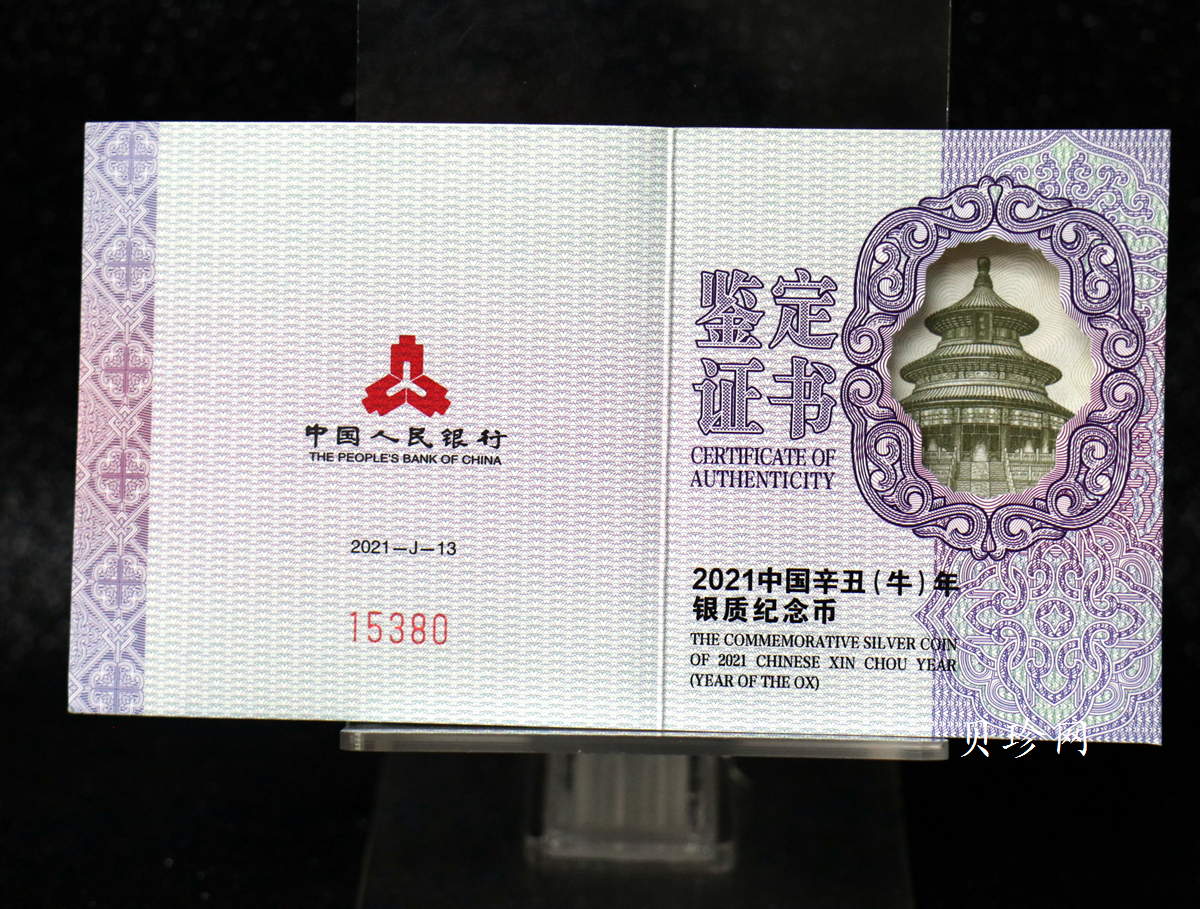 中国人民银行
THE PEOPLE'S BANK OF CHINA
2021—J—13
15380
鉴定
证书
CERTIFICATE OF
AUTHENTICITY
2021中国辛丑(牛)年
银质纪念币
THE COMMEMORATIVE SILVER COIN
OF 2021 CHINESE XIN CHOU YEAR
(YEAR OF THE OX)
贝珍网